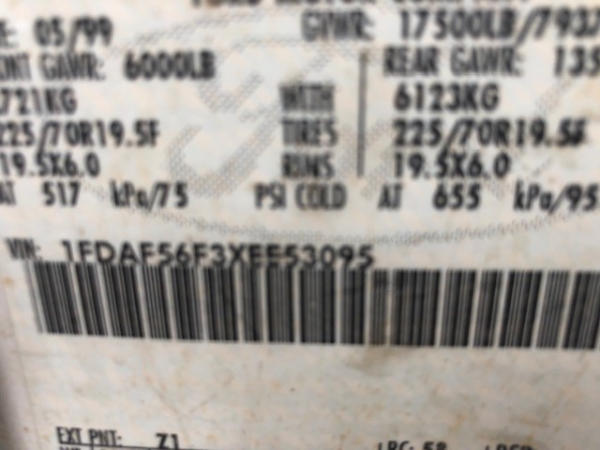 E: 05/99 GVWR: 17500LB/7937
NT GAWR: 6000LB REAR GAWR: 135
721KG WITH 6123KG
225/70R19.5F TIRES 225/70R19.5F
19.5X6.0 RIMS 19.5X6.0
AT 517 kPa/75 PSI COLD AT 655 kPa/95
VIN: 1FDAF56F3XEE53095
EXT PNT: Z1